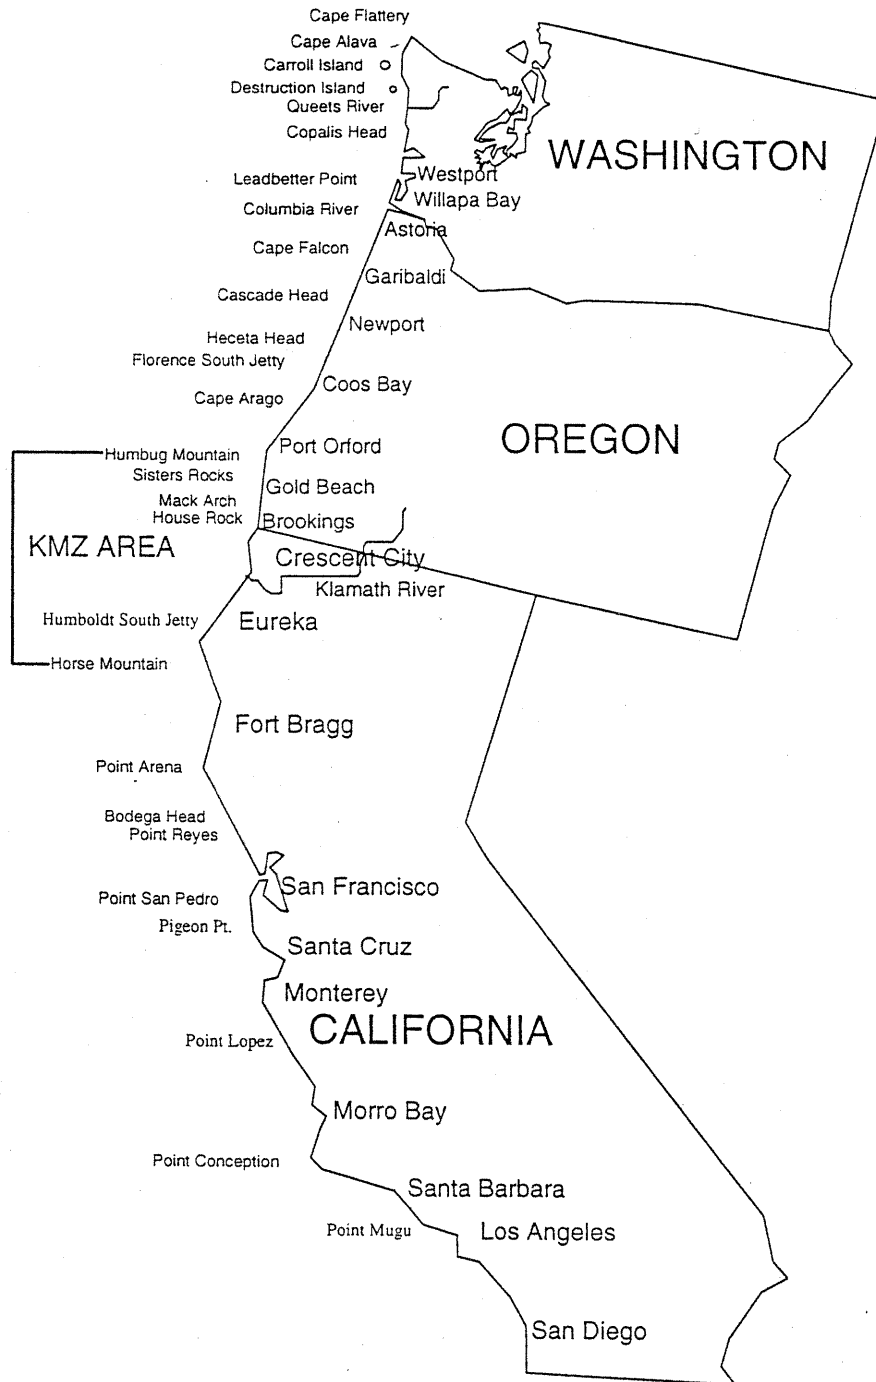 Cape Flattery
Cape Alava
Carroll Island
Destruction Island
Queets River
Copalis Head
WASHINGTON
Westport
Leadbetter Point
Willapa Bay
Columbia River
Astoria
Cape Falcon
Garibaldi
Cascade Head
Newport
Heceta Head
Florence South Jetty
Coos Bay
Cape Arago
OREGON
Port Orford
Humbug Mountain
Sisters Rocks
Gold Beach
Mack Arch
House Rock
Brookings
KMZ AREA
Crescent City
Klamath River
Humboldt South Jetty
Eureka
Horse Mountain
Fort Bragg
Point Arena
Bodega Head
Point Reyes
San Francisco
Point San Pedro
Pigeon Pt.
Santa Cruz
Monterey
CALIFORNIA
Point Lopez
Morro Bay
Point Conception
Santa Barbara
Point Mugu
Los Angeles
San Diego